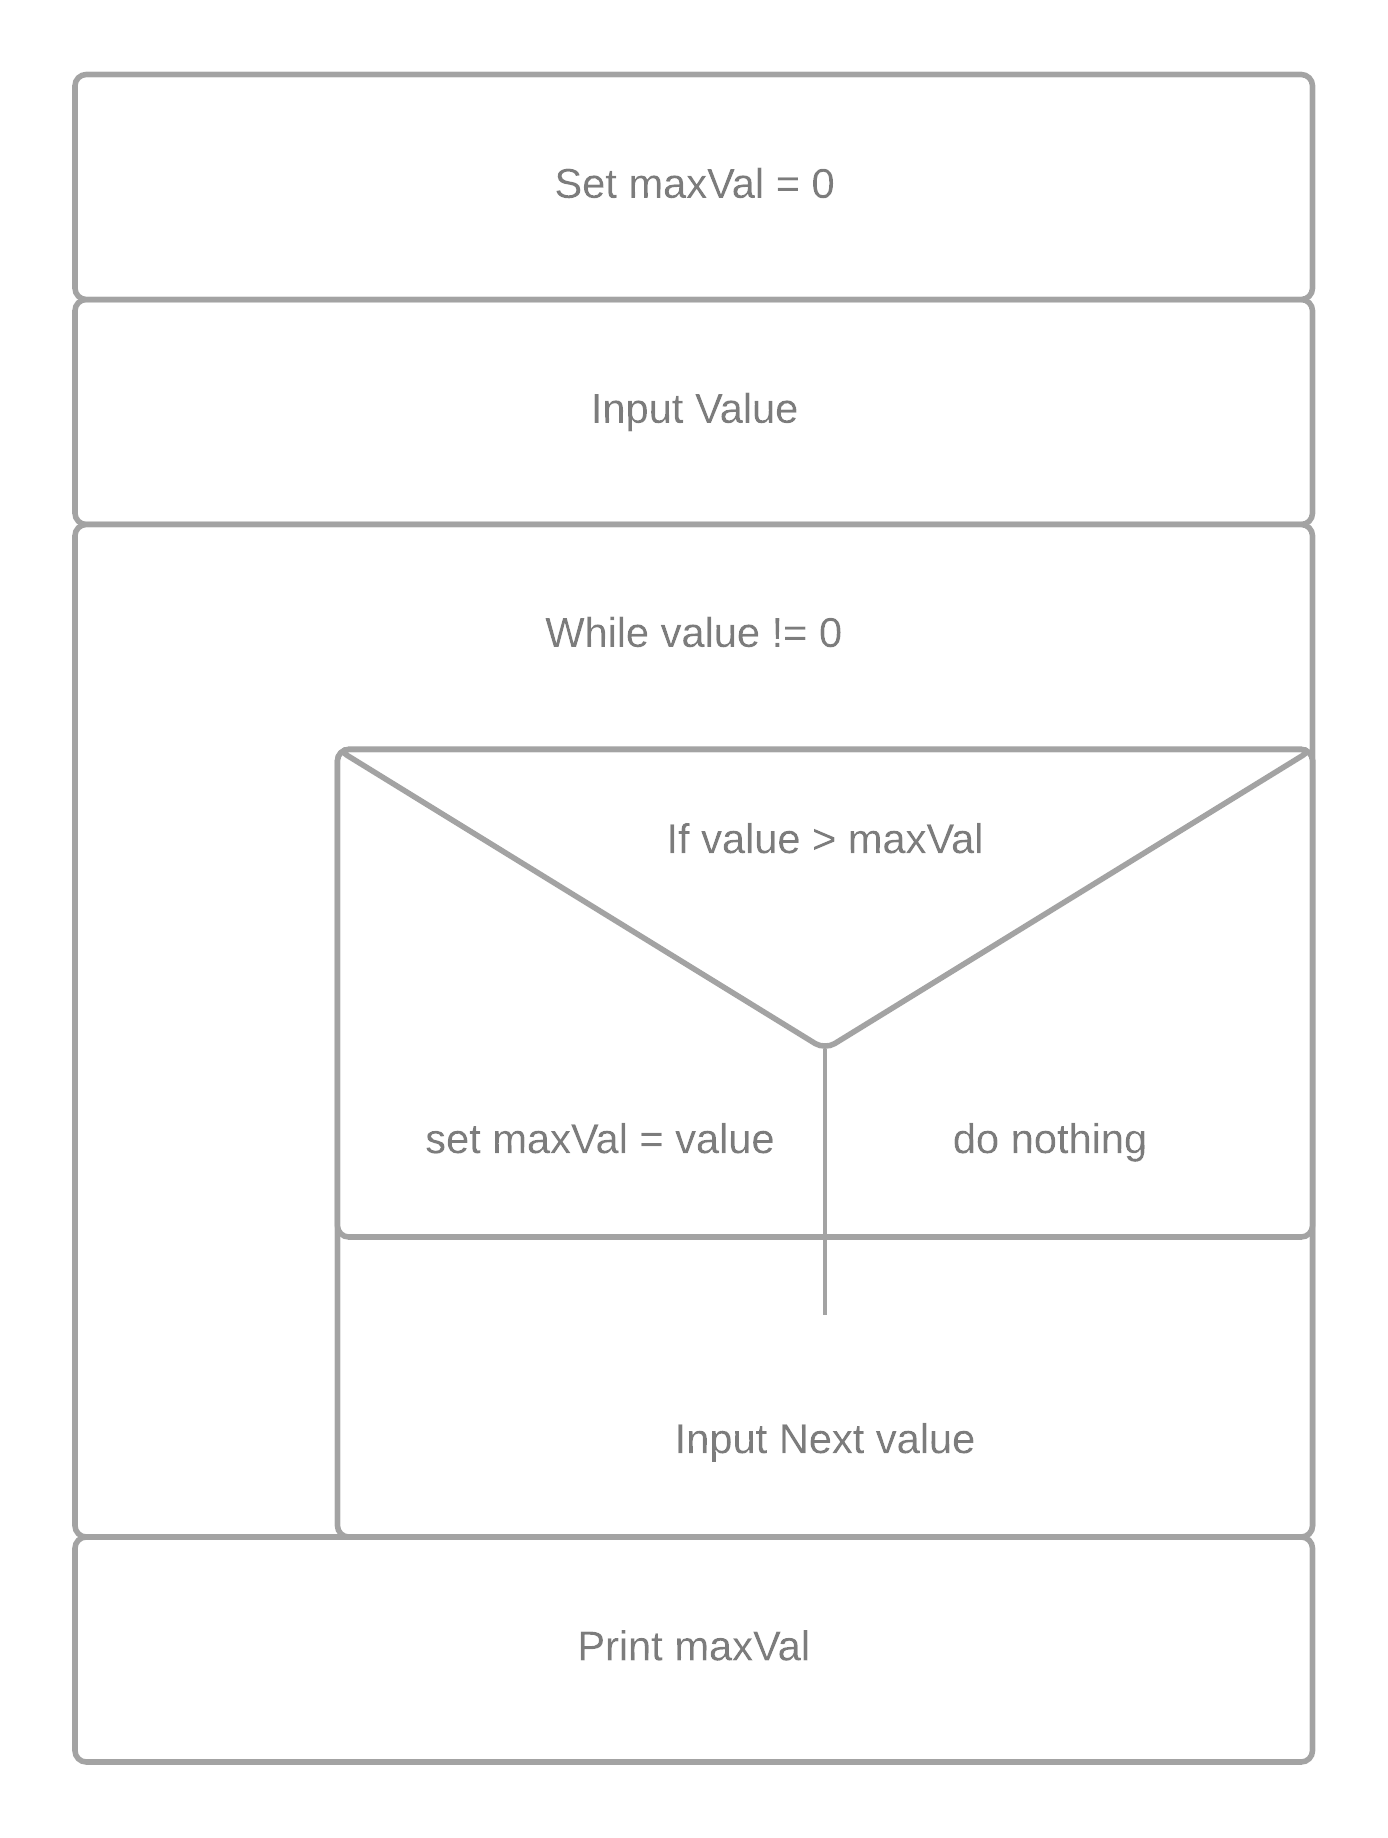 Set maxVal = 0
Input Value
While value != 0
If value > maxVal
set maxVal = value
do nothing
Input Next value
Print maxVal